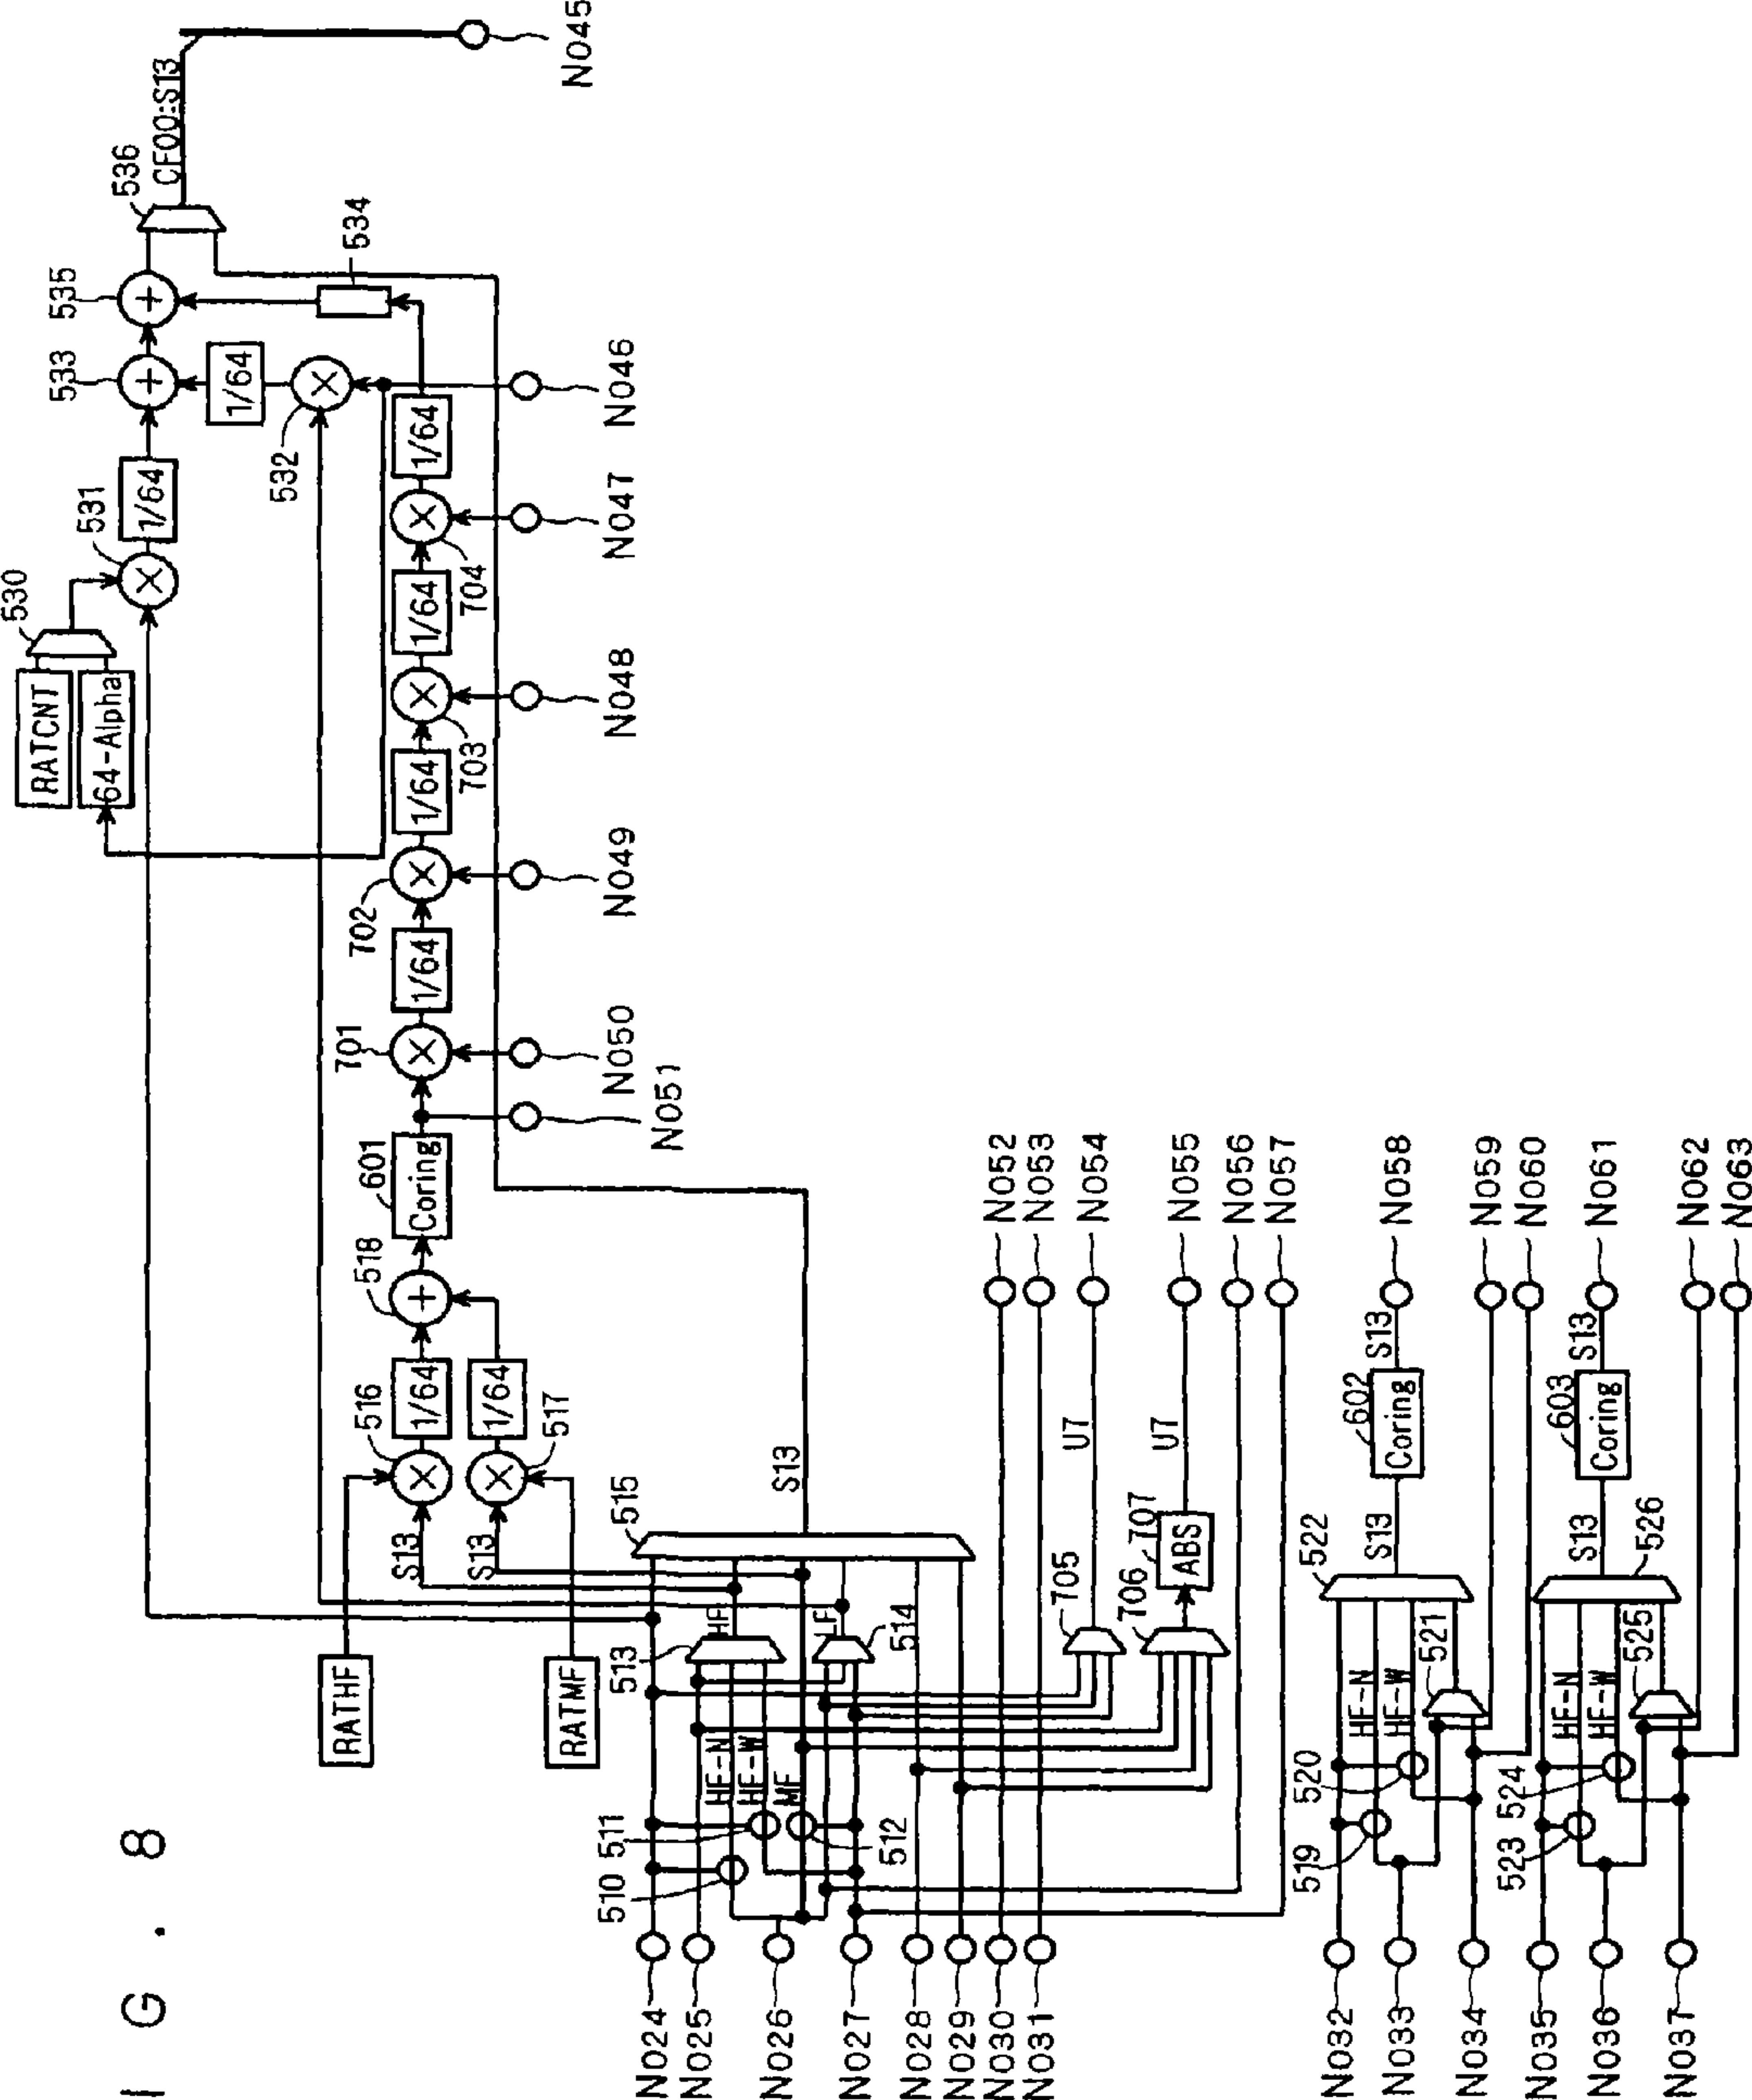 I G . 8
N045
CF00:S13
536
534
535
533
1/64
532
N046
531
1/64
530
RATCNT
64-Alpha
1/64
N047
704
1/64
N048
703
1/64
N049
702
1/64
N050
701
N051
601
Coring
518
516
1/64
517
1/64
S13
S13
RATHF
RATMF
515
S13
513
HF
LF
514
HF-N
HF-W
MF
510
511
512
705
U7
706
707
ABS
U7
N024
N025
N026
N027
N028
N029
N030
N031
N052
N053
N054
N055
N056
N057
522
S13
602
Coring
S13
N058
N059
N060
521
HF-N
HF-W
519
520
N032
N033
N034
526
S13
603
Coring
S13
N061
N062
N063
525
HF-N
HF-W
523
524
N035
N036
N037